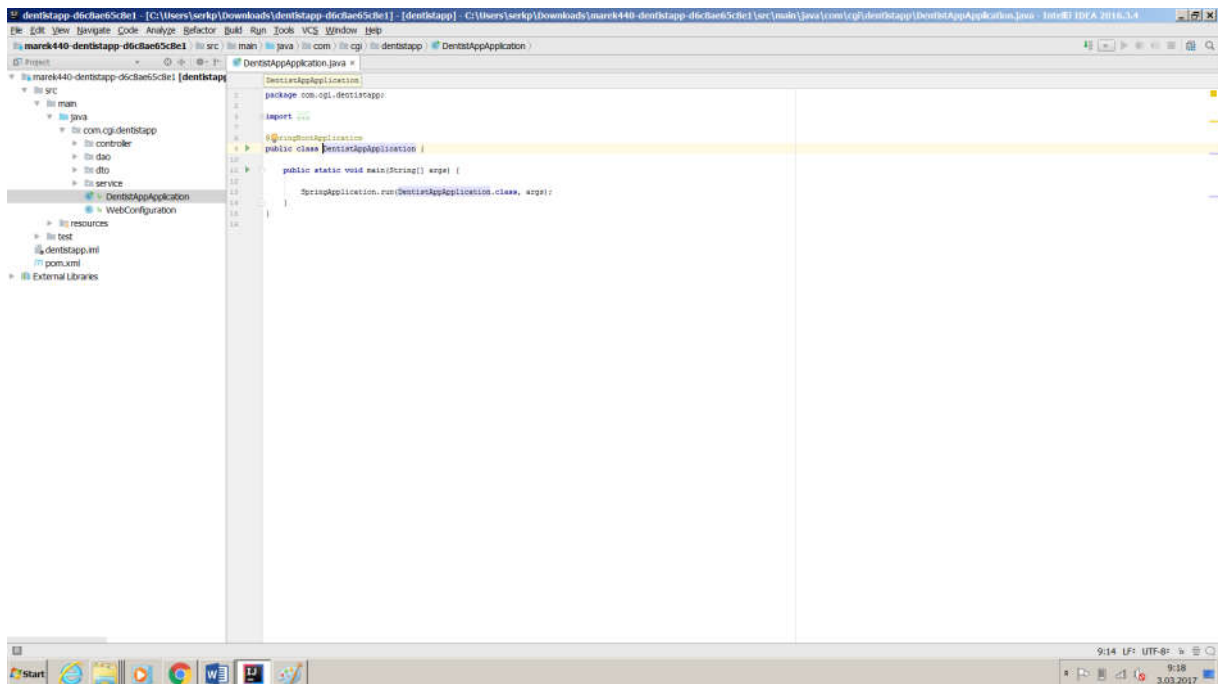 dentistapp-d6c8ae65c8e1 - [C:\Users\serkp\Downloads\dentistapp-d6c8ae65c8e1] - [dentistapp] - C:\Users\serkp\Downloads\marek440-dentistapp-d6c8ae65c8e1\src\main\java\com\cgi\dentistapp\DentistAppApplication.java - IntelliJ IDEA 2016.3.4
File Edit View Navigate Code Analyze Refactor Build Run Tools VCS Window Help
marek440-dentistapp-d6c8ae65c8e1 src main java com cgi dentistapp DentistAppApplication
Project DentistAppApplication.java
marek440-dentistapp-d6c8ae65c8e1 [dentistapp
src
main
java
com.cgi.dentistapp
controller
dao
dto
service
DentistAppApplication
WebConfiguration
resources
test
dentistapp.iml
pom.xml
External Libraries
DentistAppApplication
package com.cgi.dentistapp;
import ...
public class DentistAppApplication {
public static void main(String[] args) {
SpringApplication.run(DentistAppApplication.class, args);
}
}
9:14 LF: UTF-8:
Start
9:18
3.03.2017